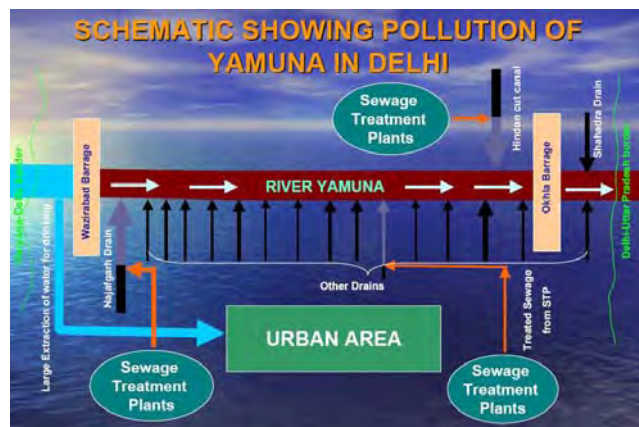 SCHEMATIC SHOWING POLLUTION OF
YAMUNA IN DELHI
Sewage
Treatment
Plants
Hindon cut canal
Shahadra Drain
Wazirabad Barrage
RIVER YAMUNA
Okhla Barrage
Delhi-Uttar Pradesh border
Large Extraction of water for drinking
Najafgarh Drain
Other Drains
Treated Sewage
from STP
URBAN AREA
Sewage
Treatment
Plants
Sewage
Treatment
Plants